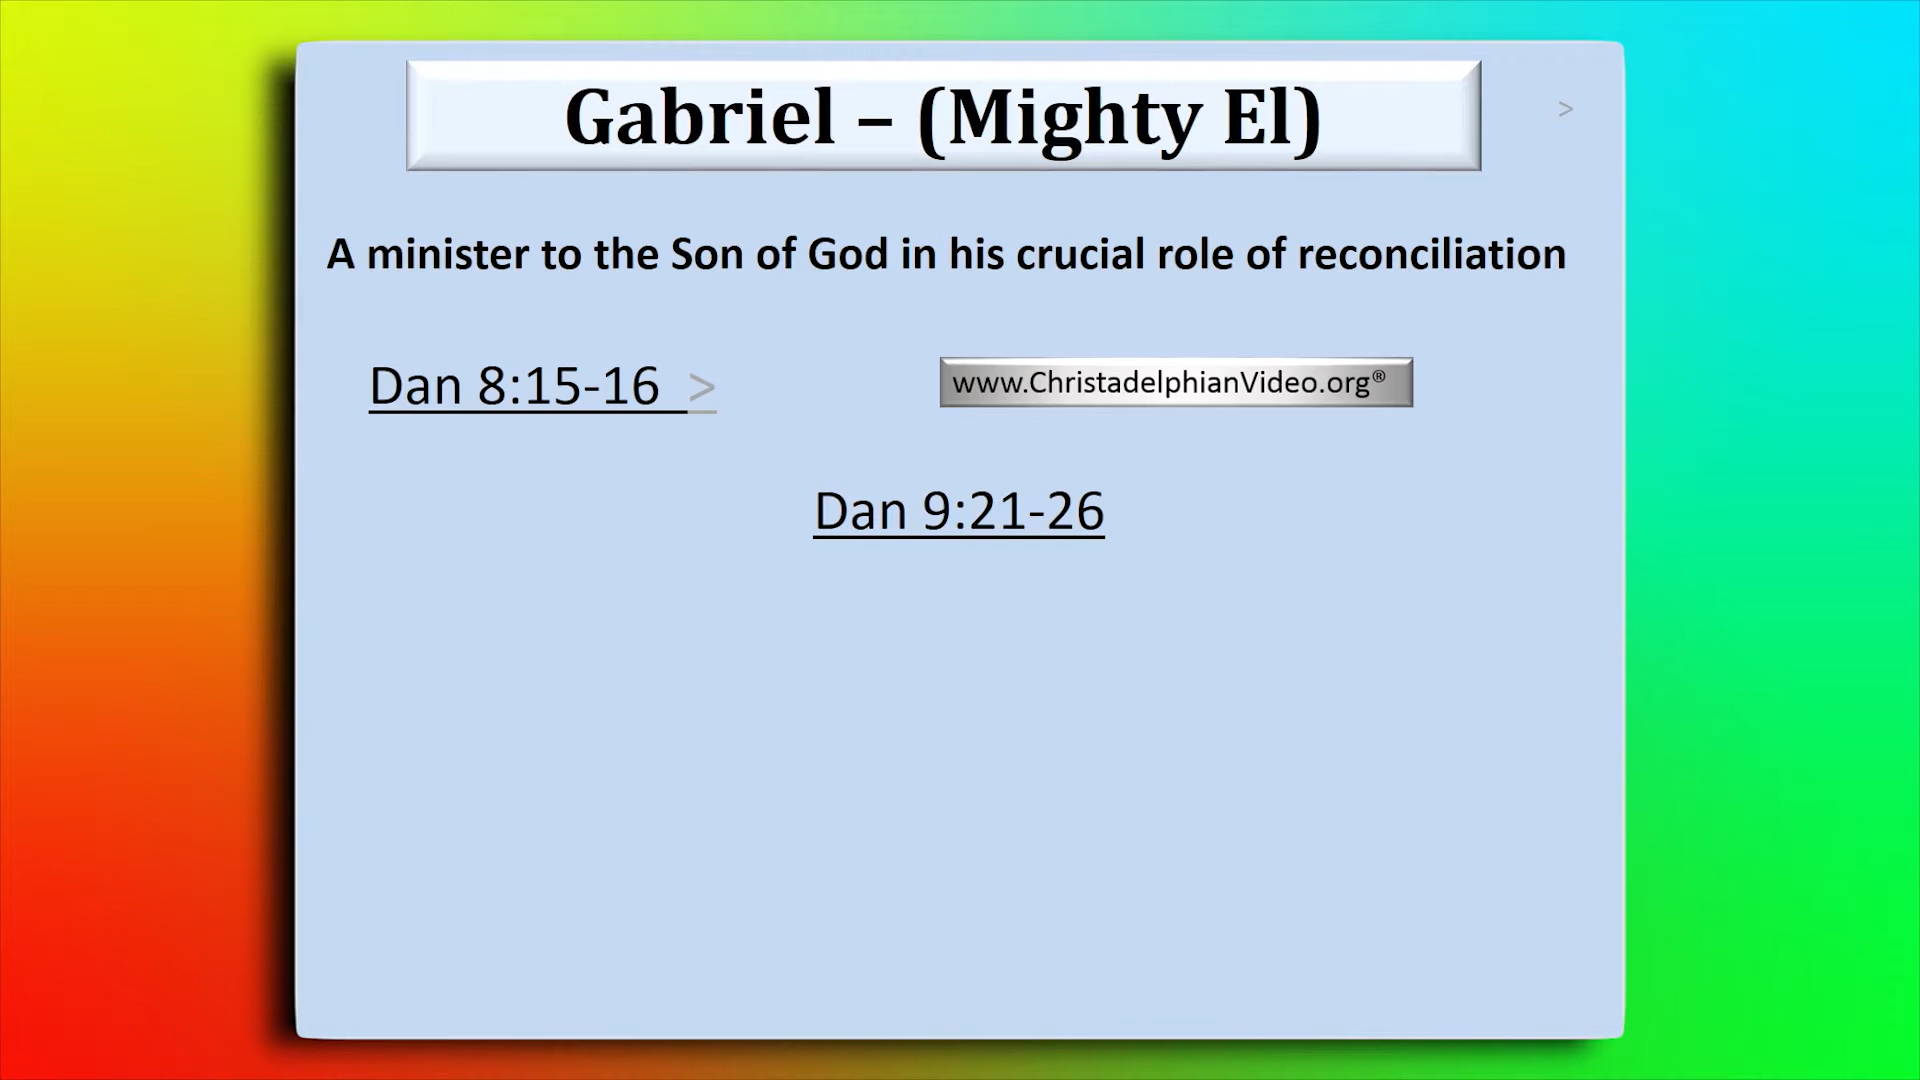 Gabriel – (Mighty El)
>
A minister to the Son of God in his crucial role of reconciliation
Dan 8:15-16 >
www.ChristadelphianVideo.org®
Dan 9:21-26